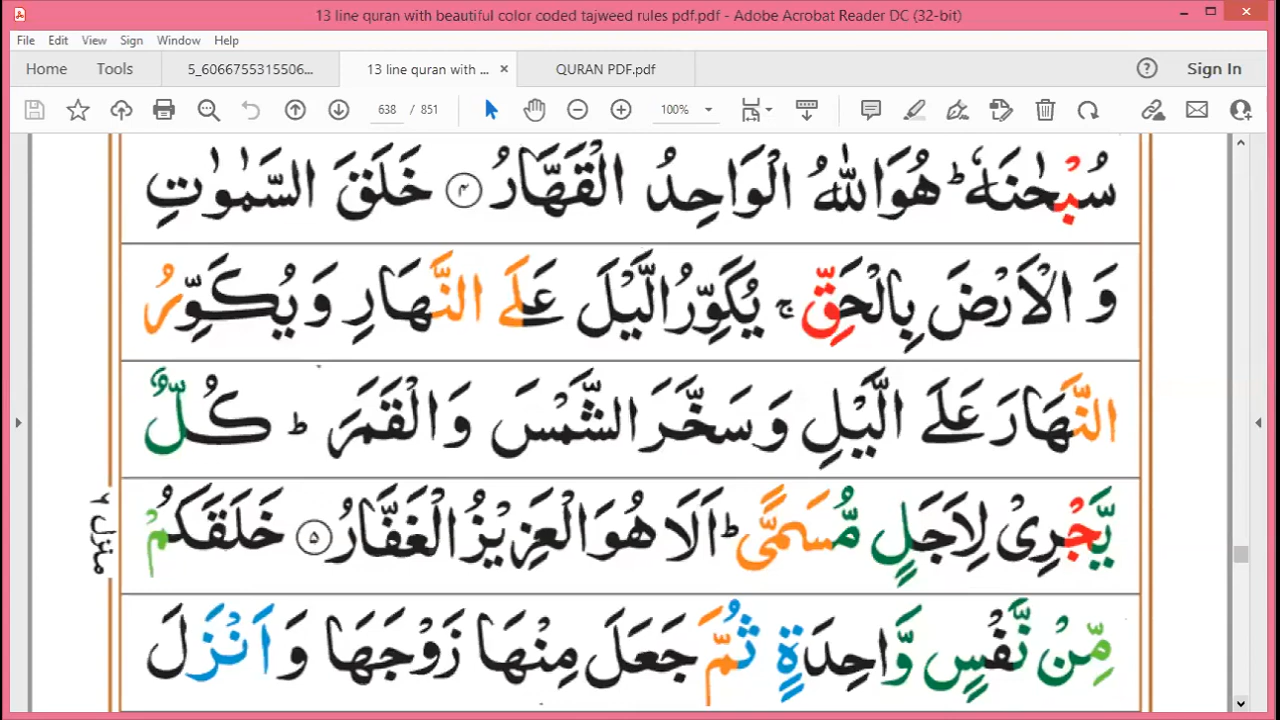 13 line quran with beautiful color coded tajweed rules pdf.pdf - Adobe Acrobat Reader DC (32-bit)
File Edit View Sign Window Help
Home Tools 5_6066755315506... 13 line quran with ... × QURAN PDF.pdf Sign In
638 / 851 100%
سُبْحٰنَهٗ ؕ هُوَ اللّٰهُ الْوَاحِدُ الْقَهَّارُ ۴ خَلَقَ السَّمٰوٰتِ
وَ الْاَرْضَ بِالْحَقِّ ۚ يُكَوِّرُ الَّيْلَ عَلَى النَّهَارِ وَ يُكَوِّرُ
النَّهَارَ عَلَى الَّيْلِ وَ سَخَّرَ الشَّمْسَ وَ الْقَمَرَ ؕ كُلٌّ
يَّجْرِىْ لِاَجَلٍ مُّسَمًّى ؕ اَلَا هُوَ الْعَزِيْزُ الْغَفَّارُ ۵ خَلَقَكُمْ
مِّنْ نَّفْسٍ وَّاحِدَةٍ ثُمَّ جَعَلَ مِنْهَا زَوْجَهَا وَ اَنْزَلَ
منزل ۶